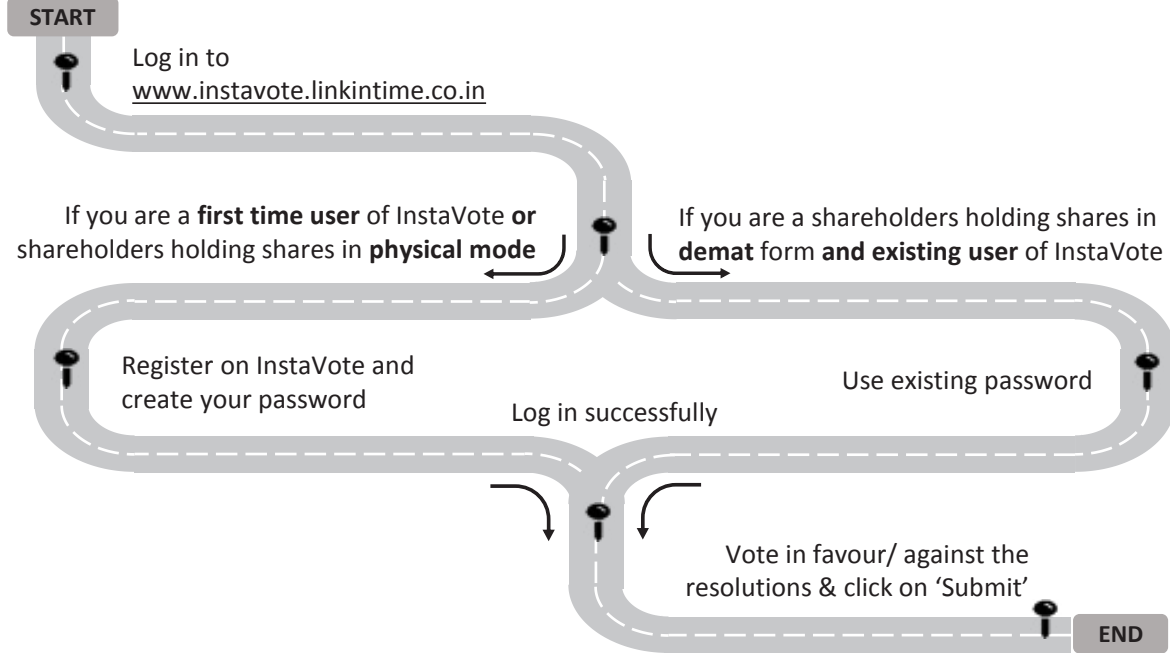 START
Log in to
www.instavote.linkintime.co.in
If you are a first time user of InstaVote or
shareholders holding shares in physical mode
If you are a shareholders holding shares in
demat form and existing user of InstaVote
Register on InstaVote and
create your password
Use existing password
Log in successfully
Vote in favour/ against the
resolutions & click on ‘Submit’
END